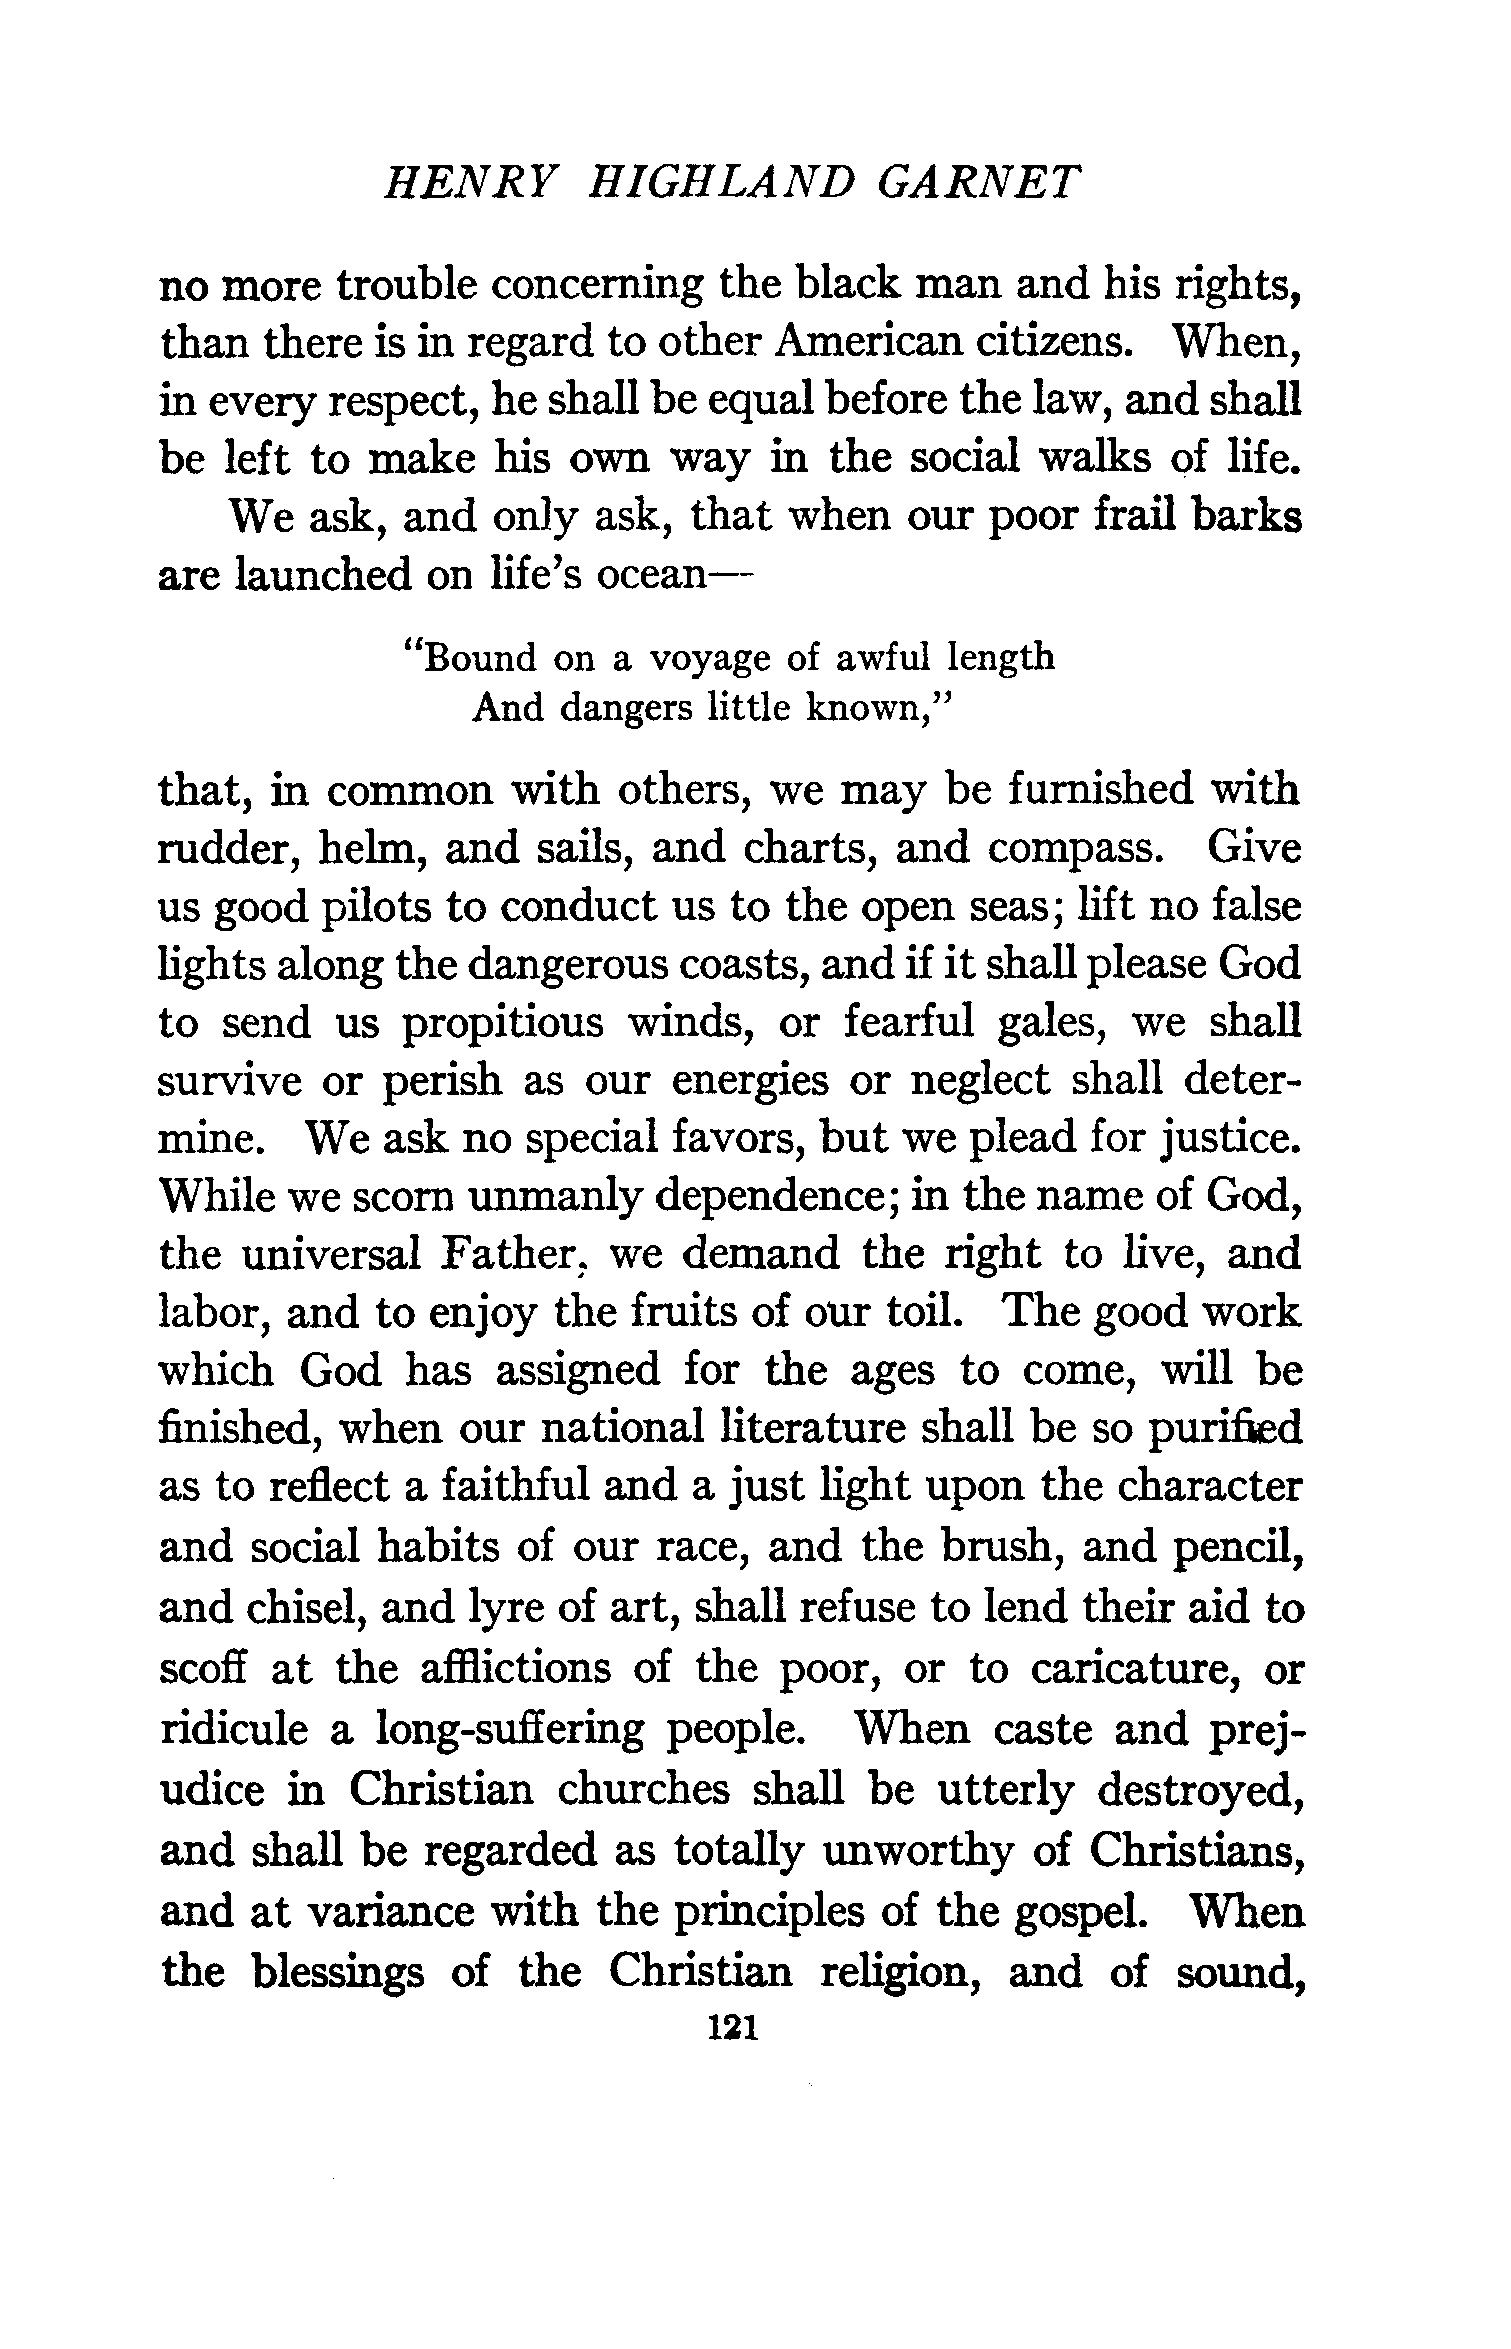 HENRY HIGHLAND GARNET
no more trouble concerning the black man and his rights,
than there is in regard to other American citizens. When,
in every respect, he shall be equal before the law, and shall
be left to make his own way in the social walks of life.
We ask, and only ask, that when our poor frail barks
are launched on life's ocean—
"Bound on a voyage of awful length
And dangers little known,"
that, in common with others, we may be furnished with
rudder, helm, and sails, and charts, and compass. Give
us good pilots to conduct us to the open seas; lift no false
lights along the dangerous coasts, and if it shall please God
to send us propitious winds, or fearful gales, we shall
survive or perish as our energies or neglect shall deter-
mine. We ask no special favors, but we plead for justice.
While we scorn unmanly dependence; in the name of God,
the universal Father, we demand the right to live, and
labor, and to enjoy the fruits of our toil. The good work
which God has assigned for the ages to come, will be
finished, when our national literature shall be so purified
as to reflect a faithful and a just light upon the character
and social habits of our race, and the brush, and pencil,
and chisel, and lyre of art, shall refuse to lend their aid to
scoff at the afflictions of the poor, or to caricature, or
ridicule a long-suffering people. When caste and prej-
udice in Christian churches shall be utterly destroyed,
and shall be regarded as totally unworthy of Christians,
and at variance with the principles of the gospel. When
the blessings of the Christian religion, and of sound,
121